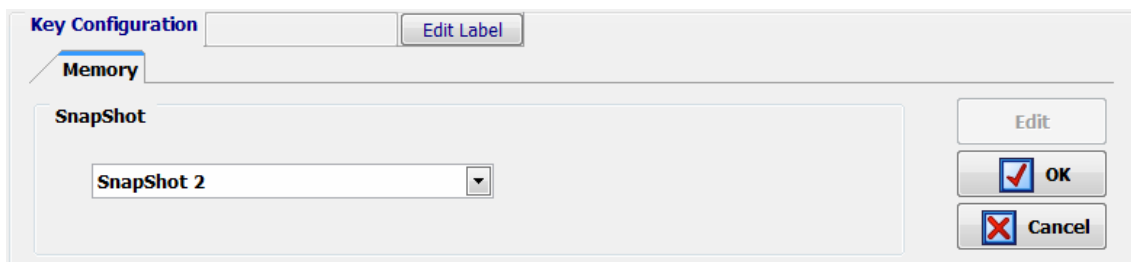 Key Configuration Edit Label
Memory
SnapShot
Edit
SnapShot 2
OK
Cancel